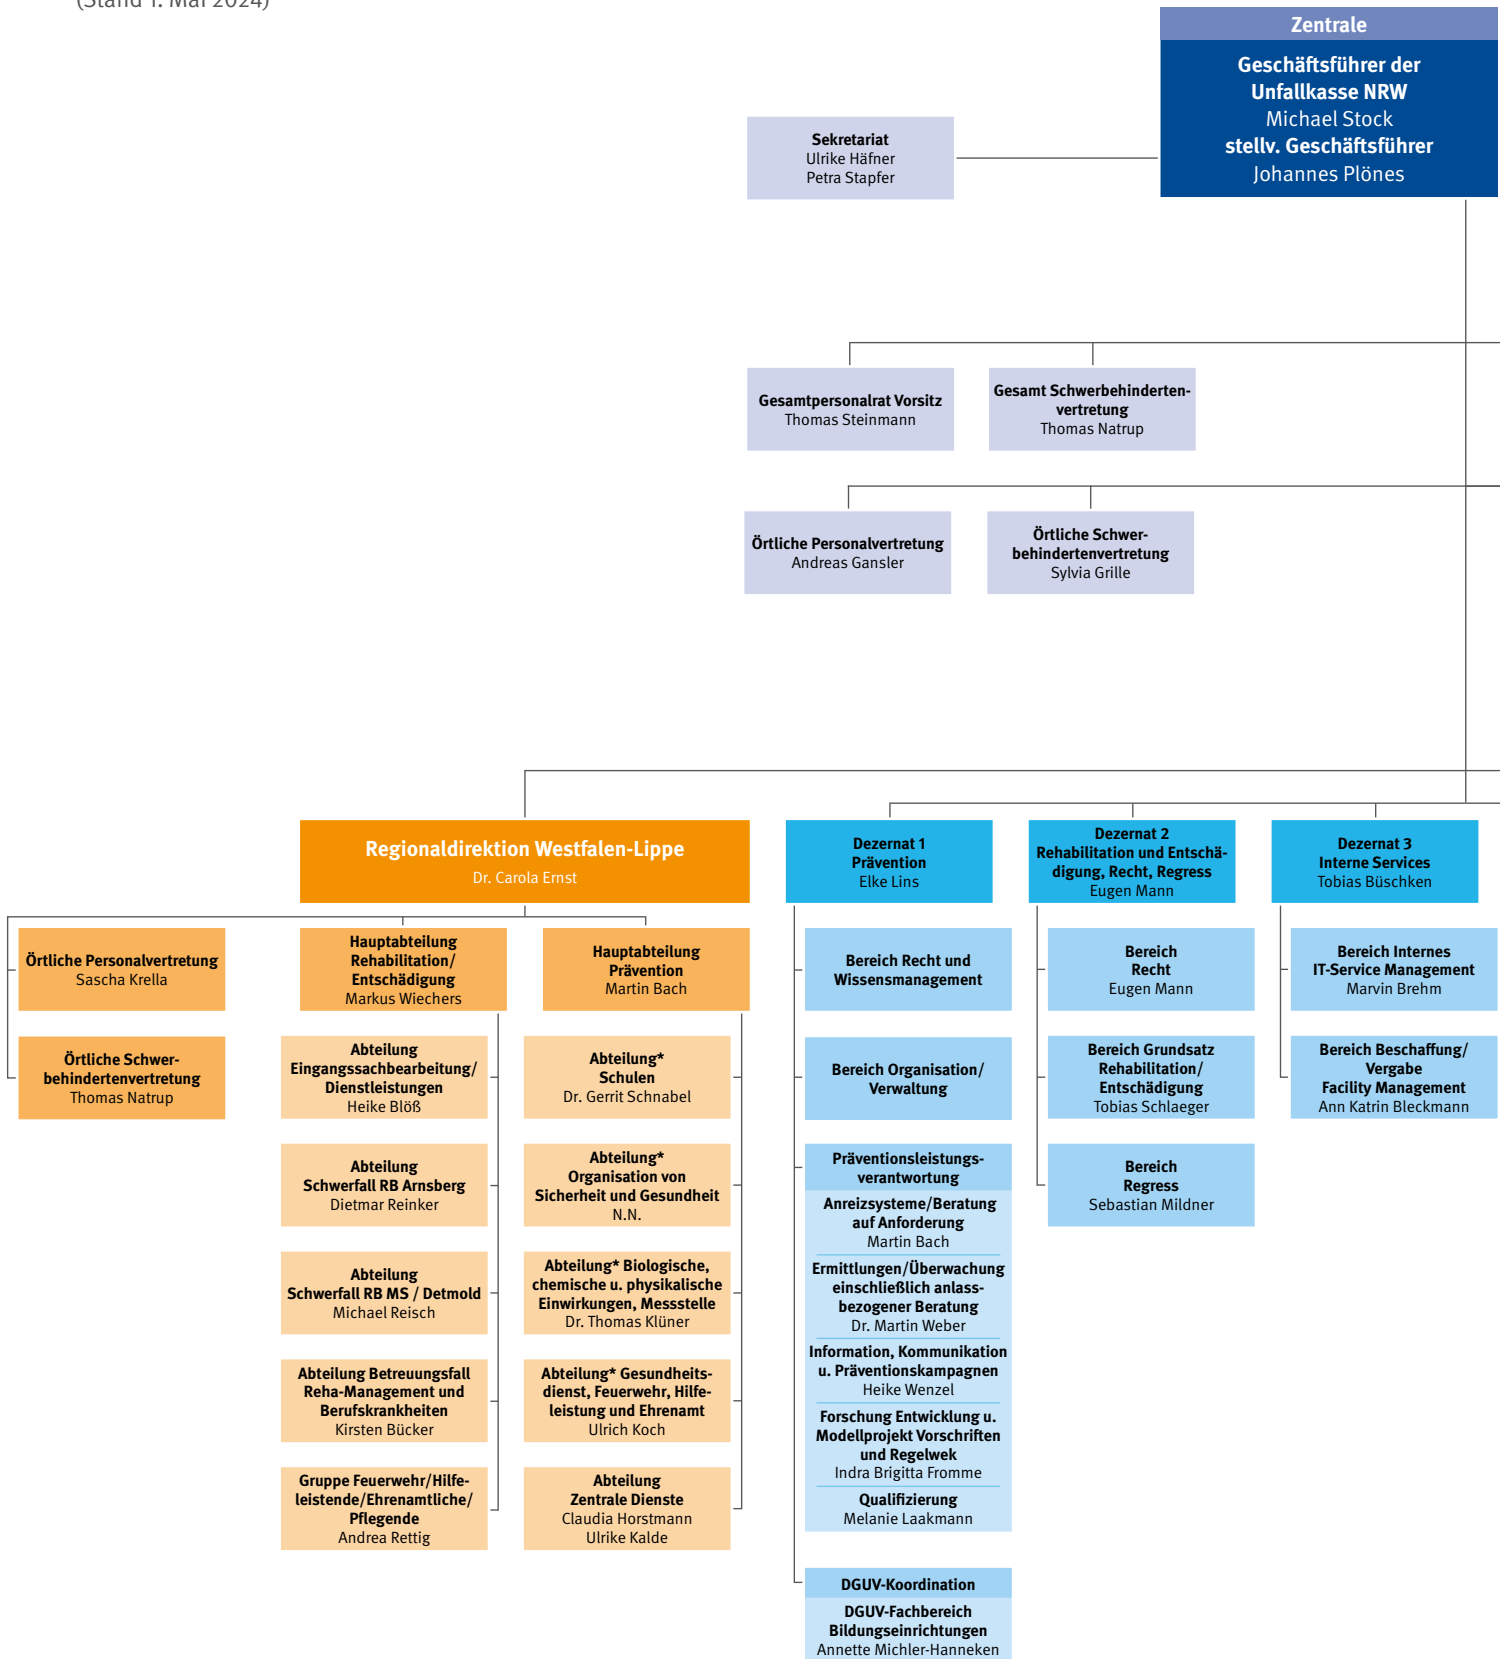 (Stand 1. Mai 2024)
Zentrale
Geschäftsführer der
Unfallkasse NRW
Michael Stock
stellv. Geschäftsführer
Johannes Plönes
Sekretariat
Ulrike Häfner
Petra Stapfer
Gesamtpersonalrat Vorsitz
Thomas Steinmann
Gesamt Schwerbehinderten-
vertretung
Thomas Natrup
Örtliche Personalvertretung
Andreas Gansler
Örtliche Schwer-
behindertenvertretung
Sylvia Grille
Regionaldirektion Westfalen-Lippe
Dr. Carola Ernst
Örtliche Personalvertretung
Sascha Krella
Örtliche Schwer-
behindertenvertretung
Thomas Natrup
Hauptabteilung
Rehabilitation/
Entschädigung
Markus Wiechers
Abteilung
Eingangssachbearbeitung/
Dienstleistungen
Heike Blöß
Abteilung
Schwerfall RB Arnsberg
Dietmar Reinker
Abteilung
Schwerfall RB MS / Detmold
Michael Reisch
Abteilung Betreuungsfall
Reha-Management und
Berufskrankheiten
Kirsten Bücker
Gruppe Feuerwehr/Hilfe-
leistende/Ehrenamtliche/
Pflegende
Andrea Rettig
Hauptabteilung
Prävention
Martin Bach
Abteilung*
Schulen
Dr. Gerrit Schnabel
Abteilung*
Organisation von
Sicherheit und Gesundheit
N.N.
Abteilung* Biologische,
chemische u. physikalische
Einwirkungen, Messstelle
Dr. Thomas Klüner
Abteilung* Gesundheits-
dienst, Feuerwehr, Hilfe-
leistung und Ehrenamt
Ulrich Koch
Abteilung
Zentrale Dienste
Claudia Horstmann
Ulrike Kalde
Dezernat 1
Prävention
Elke Lins
Bereich Recht und
Wissensmanagement
Bereich Organisation/
Verwaltung
Präventionsleistungs-
verantwortung
Anreizsysteme/Beratung
auf Anforderung
Martin Bach
Ermittlungen/Überwachung
einschließlich anlass-
bezogener Beratung
Dr. Martin Weber
Information, Kommunikation
u. Präventionskampagnen
Heike Wenzel
Forschung Entwicklung u.
Modellprojekt Vorschriften
und Regelwek
Indra Brigitta Fromme
Qualifizierung
Melanie Laakmann
DGUV-Koordination
DGUV-Fachbereich
Bildungseinrichtungen
Annette Michler-Hanneken
Dezernat 2
Rehabilitation und Entschä-
digung, Recht, Regress
Eugen Mann
Bereich
Recht
Eugen Mann
Bereich Grundsatz
Rehabilitation/
Entschädigung
Tobias Schlaeger
Bereich
Regress
Sebastian Mildner
Dezernat 3
Interne Services
Tobias Büschken
Bereich Internes
IT-Service Management
Marvin Brehm
Bereich Beschaffung/
Vergabe
Facility Management
Ann Katrin Bleckmann